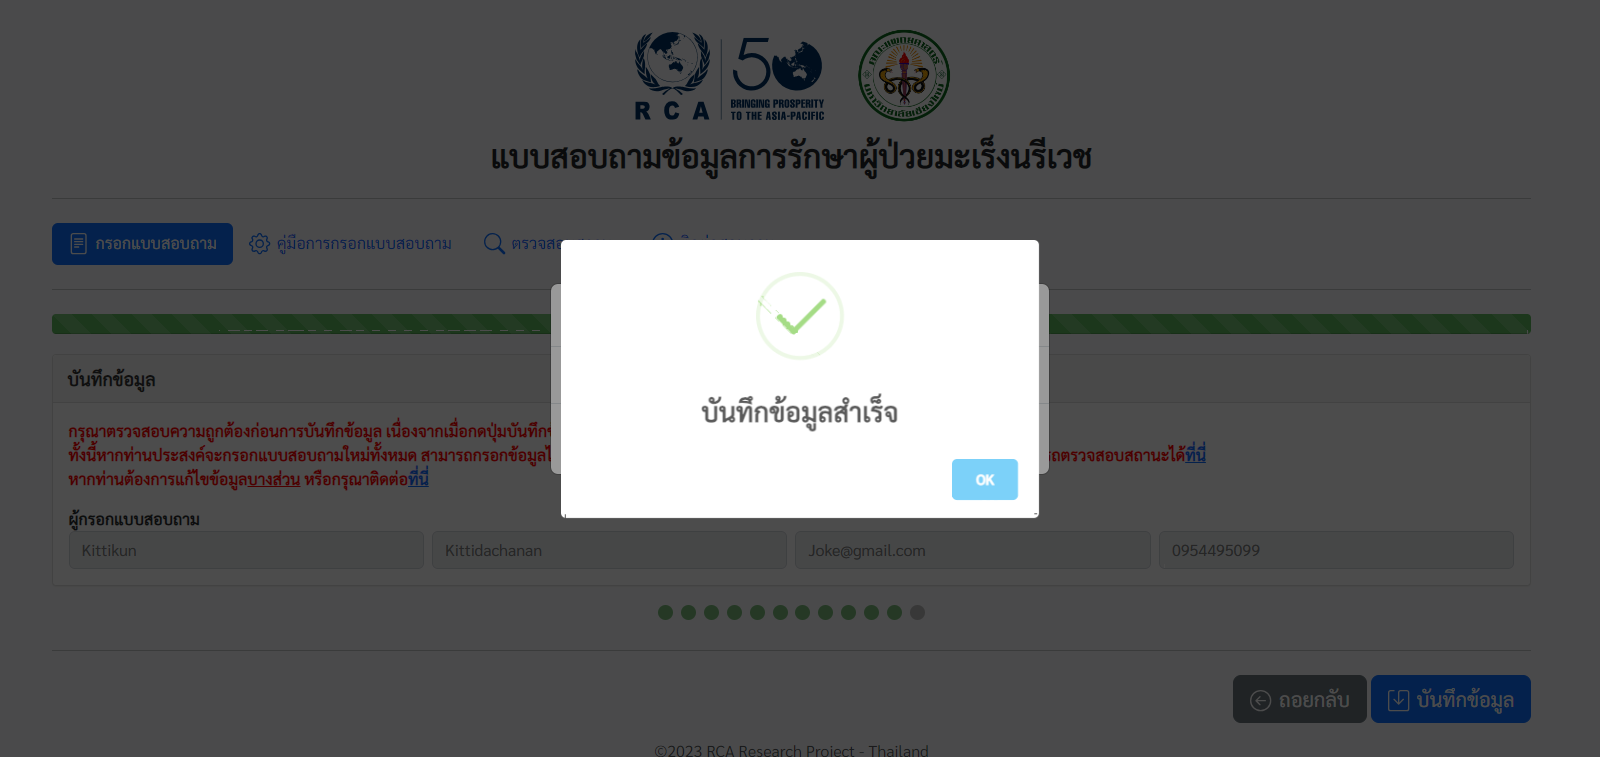 RCA
50
BRINGING PROSPERITY
TO THE ASIA-PACIFIC
แบบสอบถามข้อมูลการรักษาผู้ป่วยมะเร็งนรีเวช
กรอกแบบสอบถาม คู่มือการกรอกแบบสอบถาม
บันทึกข้อมูล
กรุณาตรวจสอบความถูกต้องก่อนการบันทึกข้อมูล เนื่องจากเมื่อกดปุ่มบันทึก
ทั้งนี้หากท่านประสงค์จะกรอกแบบสอบถามใหม่ทั้งหมด สามารถกรอกข้อมูล ตรวจสอบสถานะได้ที่นี่
หากท่านต้องการแก้ไขข้อมูลบางส่วน หรือกรุณาติดต่อที่นี่
บันทึกข้อมูลสำเร็จ
OK
ผู้กรอกแบบสอบถาม
Kittikun Kittidachanan Joke@gmail.com 0954495099
ถอยกลับ บันทึกข้อมูล
©2023 RCA Research Project - Thailand